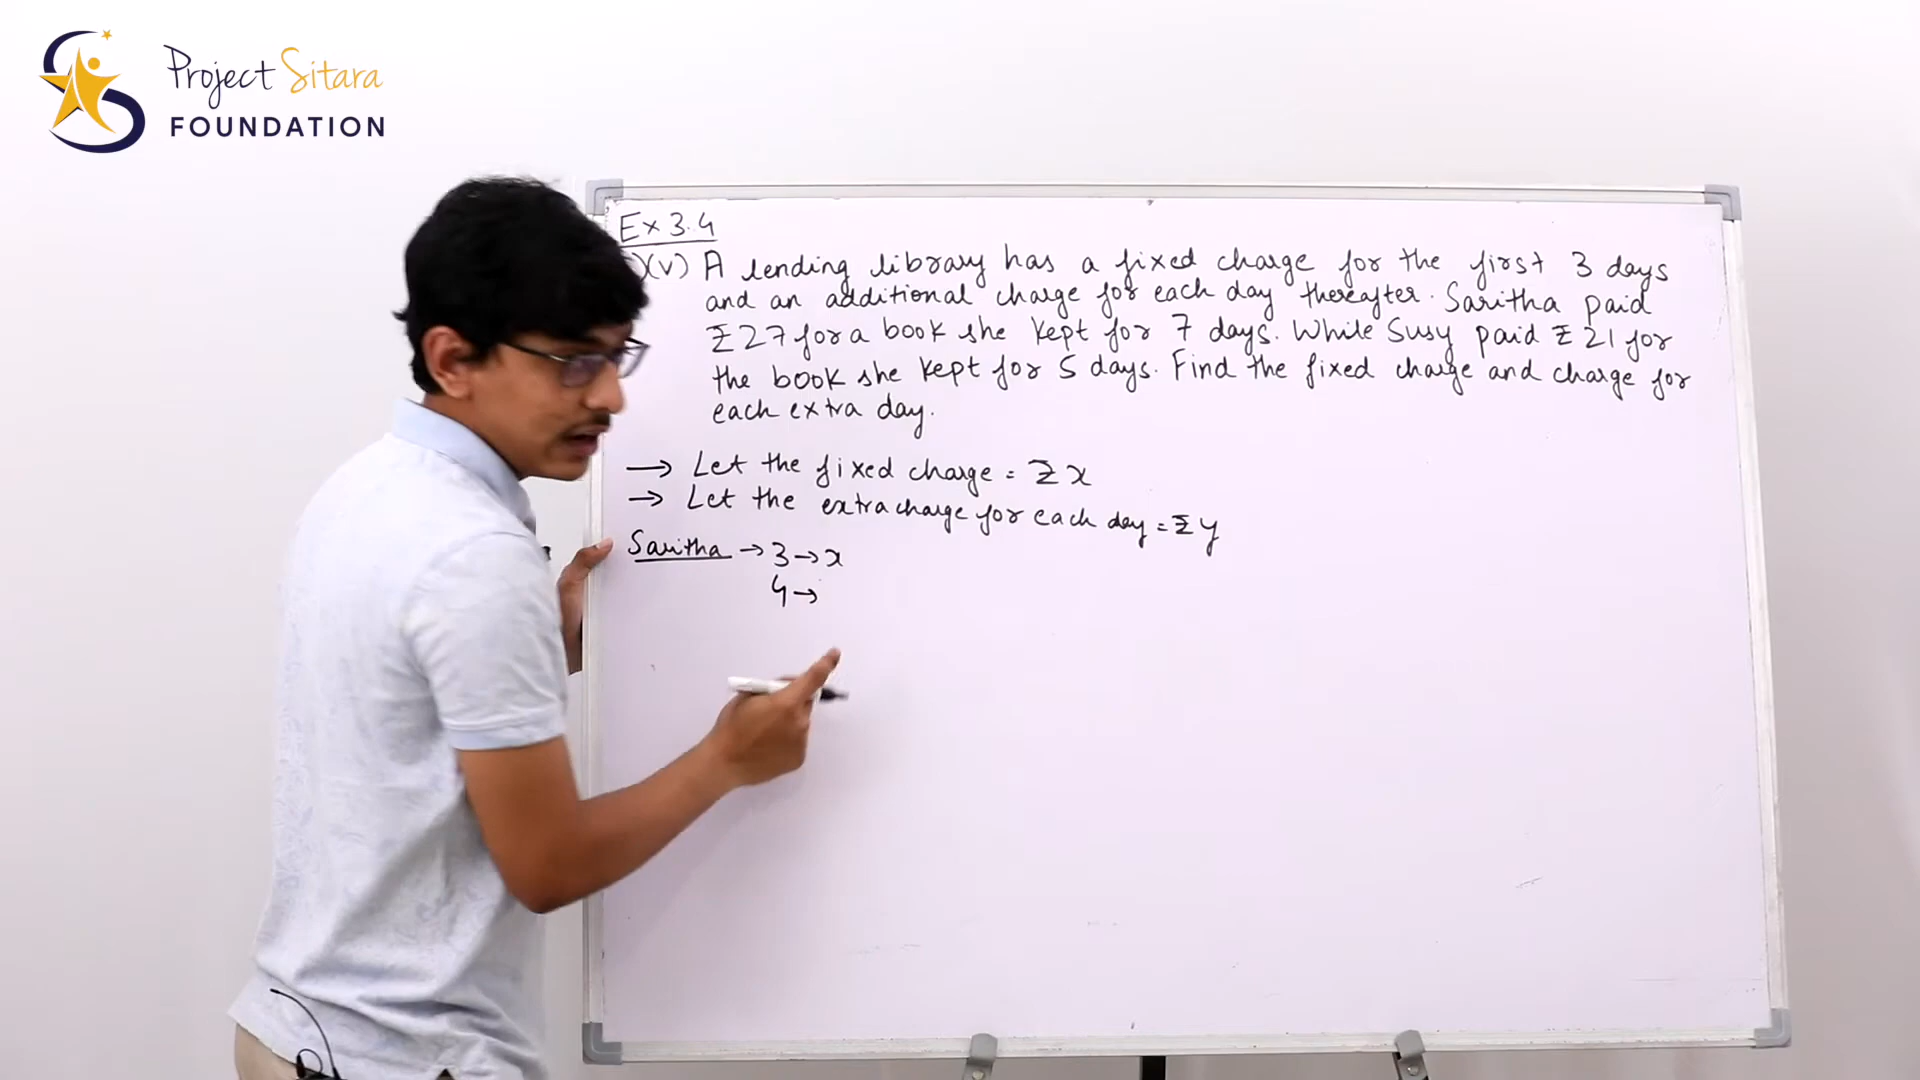 Project Sitara
FOUNDATION
Ex 3.4
)(v) A lending library has a fixed charge for the first 3 days
and an additional charge for each day thereafter. Saritha paid
₹27 for a book she kept for 7 days. While Susy paid ₹21 for
the book she kept for 5 days. Find the fixed charge and charge for
each extra day.
→ Let the fixed charge = ₹ x
→ Let the extra charge for each day = ₹ y
Saritha → 3 → x
4 →